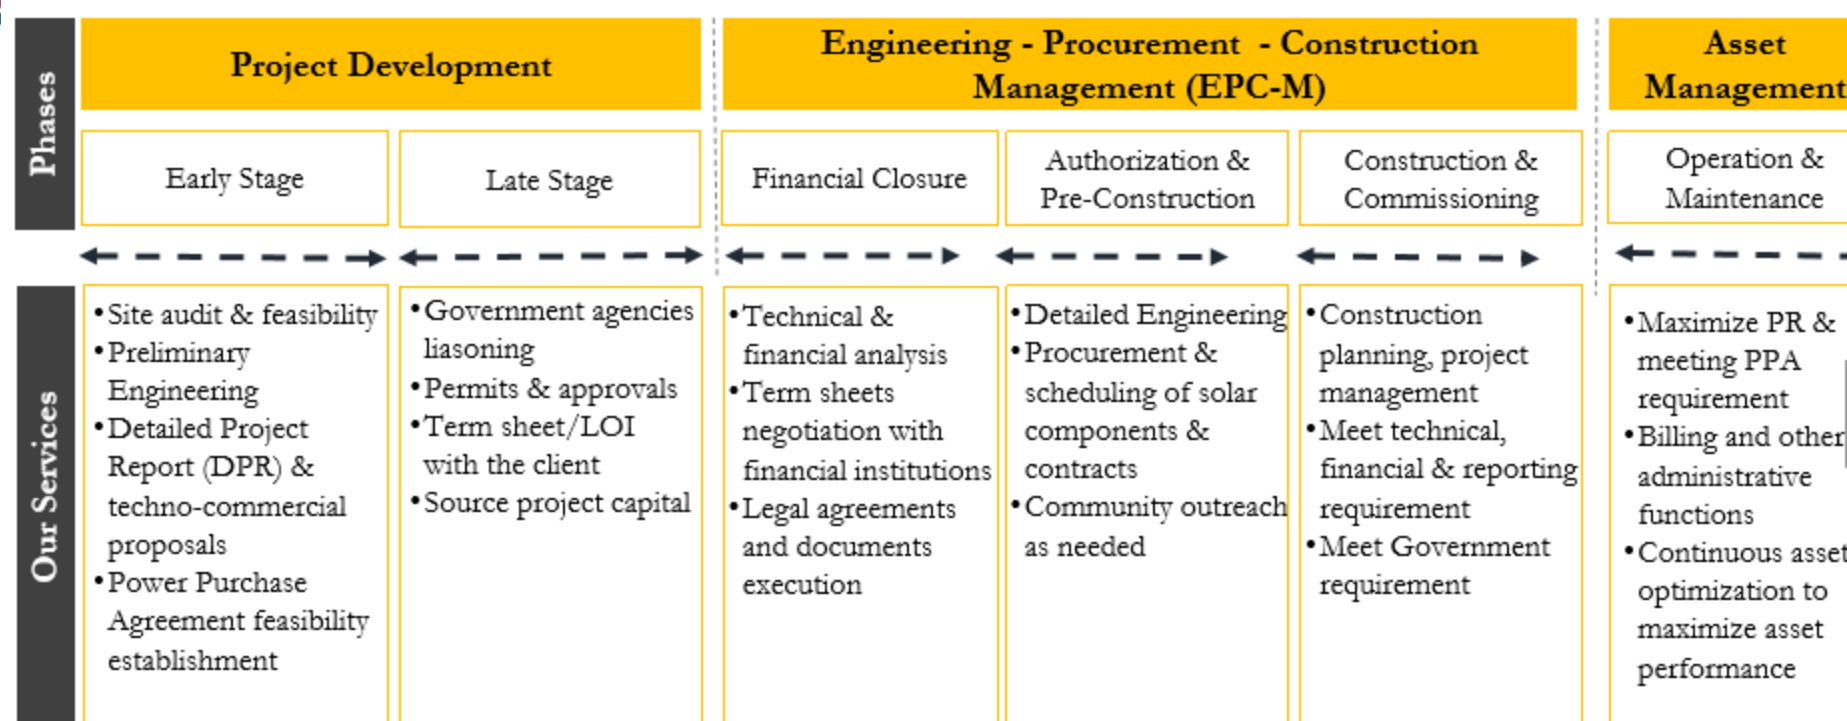 Phases
Project Development
Engineering - Procurement - Construction
Management (EPC-M)
Asset
Management
Early Stage
Late Stage
Financial Closure
Authorization &
Pre-Construction
Construction &
Commissioning
Operation &
Maintenance
Our Services
•Site audit & feasibility
•Preliminary
Engineering
•Detailed Project
Report (DPR) &
techno-commercial
proposals
•Power Purchase
Agreement feasibility
establishment
•Government agencies
liasoning
•Permits & approvals
•Term sheet/LOI
with the client
•Source project capital
•Technical &
financial analysis
•Term sheets
negotiation with
financial institutions
•Legal agreements
and documents
execution
•Detailed Engineering
•Procurement &
scheduling of solar
components &
contracts
•Community outreach
as needed
•Construction
planning, project
management
•Meet technical,
financial & reporting
requirement
•Meet Government
requirement
•Maximize PR &
meeting PPA
requirement
•Billing and other
administrative
functions
•Continuous asset
optimization to
maximize asset
performance